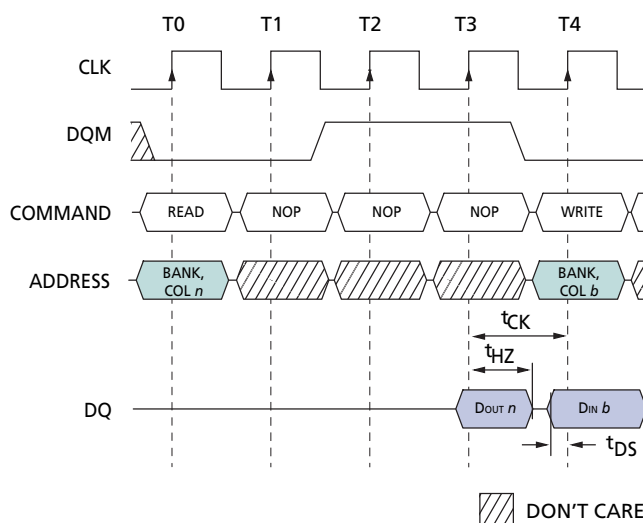 T0 T1 T2 T3 T4
CLK
DQM
COMMAND READ NOP NOP NOP WRITE
ADDRESS BANK, COL n BANK, COL b
tCK
tHZ
DQ DOUT n DIN b
tDS
DON'T CARE